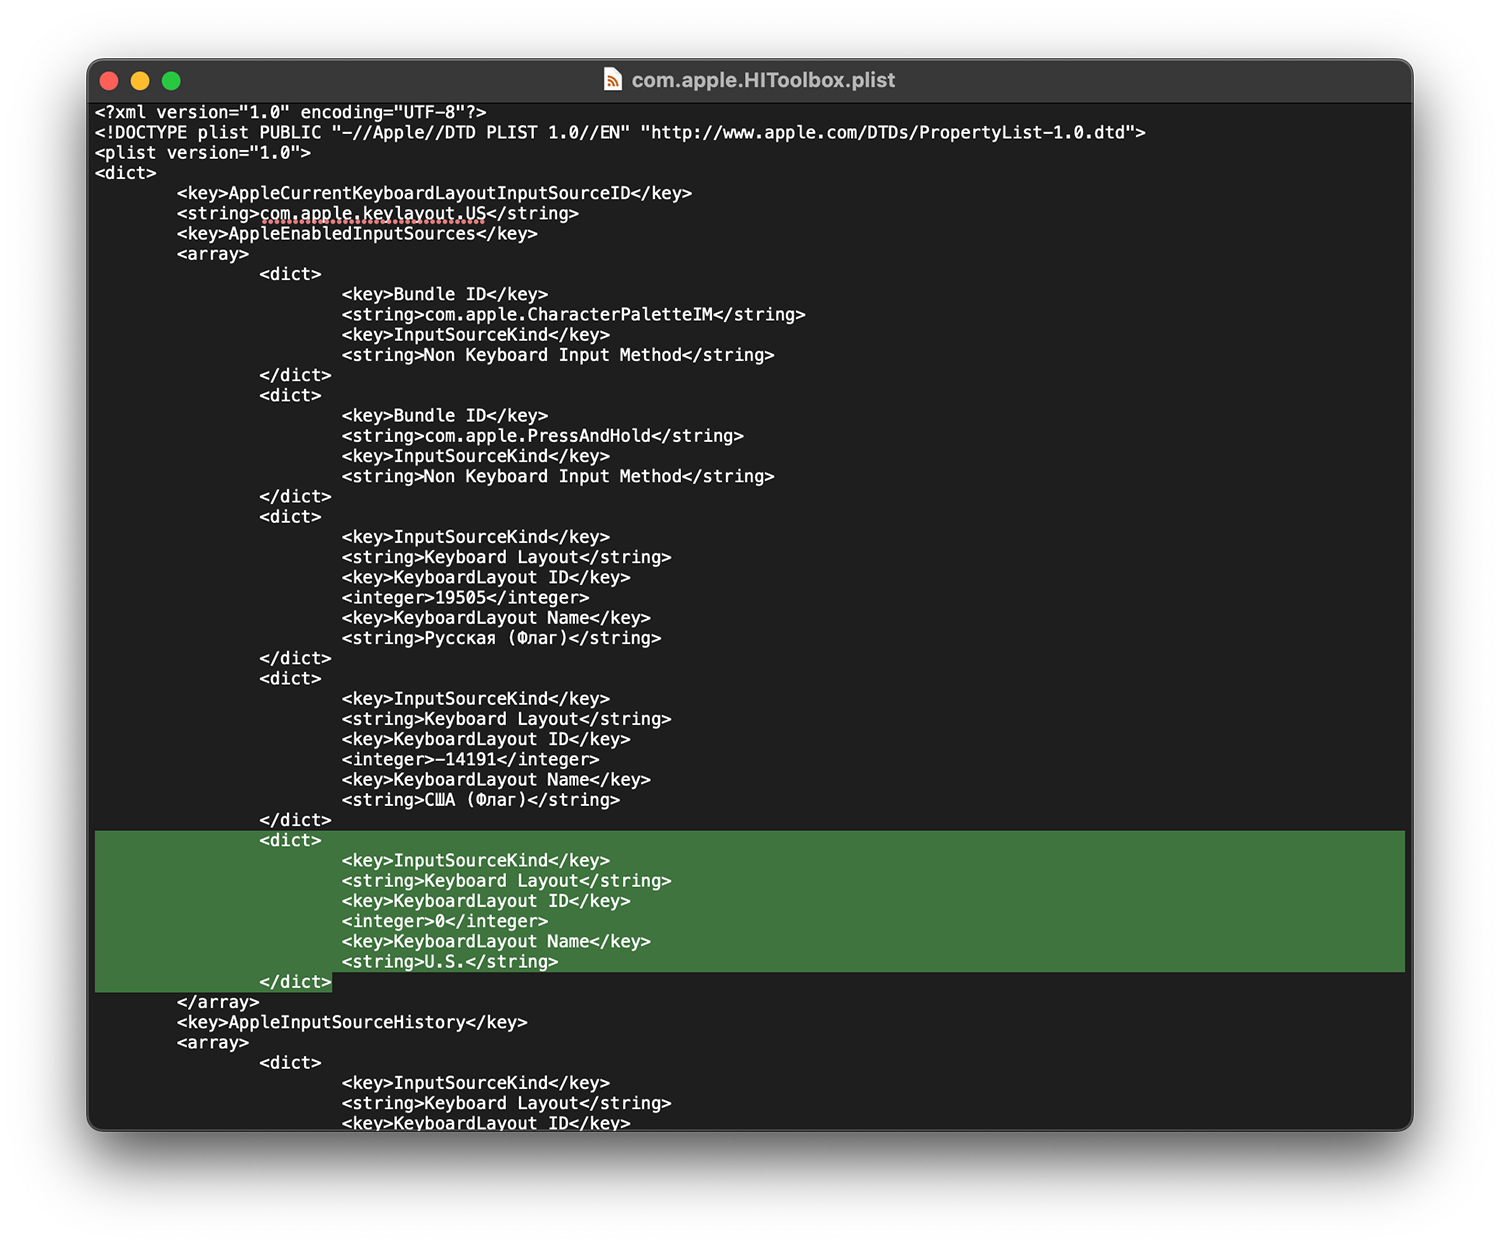 com.apple.HIToolbox.plist
<?xml version="1.0" encoding="UTF-8"?>
<!DOCTYPE plist PUBLIC "-//Apple//DTD PLIST 1.0//EN" "http://www.apple.com/DTDs/PropertyList-1.0.dtd">
<plist version="1.0">
<dict>
<key>AppleCurrentKeyboardLayoutInputSourceID</key>
<string>com.apple.keylayout.US</string>
<key>AppleEnabledInputSources</key>
<array>
<dict>
<key>Bundle ID</key>
<string>com.apple.CharacterPaletteIM</string>
<key>InputSourceKind</key>
<string>Non Keyboard Input Method</string>
</dict>
<dict>
<key>Bundle ID</key>
<string>com.apple.PressAndHold</string>
<key>InputSourceKind</key>
<string>Non Keyboard Input Method</string>
</dict>
<dict>
<key>InputSourceKind</key>
<string>Keyboard Layout</string>
<key>KeyboardLayout ID</key>
<integer>19505</integer>
<key>KeyboardLayout Name</key>
<string>Русская (Флаг)</string>
</dict>
<dict>
<key>InputSourceKind</key>
<string>Keyboard Layout</string>
<key>KeyboardLayout ID</key>
<integer>-14191</integer>
<key>KeyboardLayout Name</key>
<string>США (Флаг)</string>
</dict>
<dict>
<key>InputSourceKind</key>
<string>Keyboard Layout</string>
<key>KeyboardLayout ID</key>
<integer>0</integer>
<key>KeyboardLayout Name</key>
<string>U.S.</string>
</dict>
</array>
<key>AppleInputSourceHistory</key>
<array>
<dict>
<key>InputSourceKind</key>
<string>Keyboard Layout</string>
<key>KeyboardLayout ID</key>